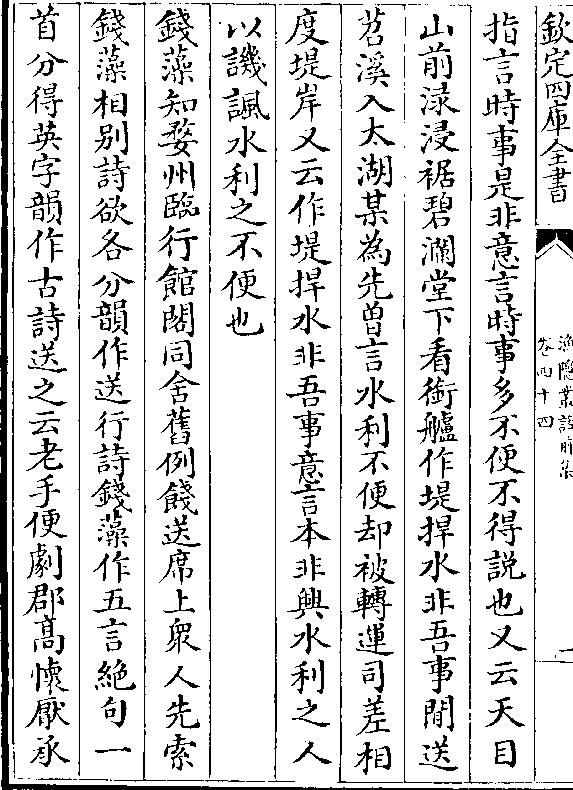 欽定四庫全書
漁隱叢話前集
卷四十四
一
指言時事是非意言時事多不便不得説也又云天目
山前渌浸裾碧瀾堂下看銜艫作堤捍水非吾事閒送
苕溪入太湖某為先曽言水利不便却被轉運司差相
度堤岸又云作堤捍水非吾事意言本非興水利之人
以譏諷水利之不便也
錢藻知婺州臨行館閣同舍舊例餞送席上衆人先索
錢藻相别詩欲各分韻作送行詩錢藻作五言絶句一
首分得英字韻作古詩送之云老手便劇郡髙懐厭承